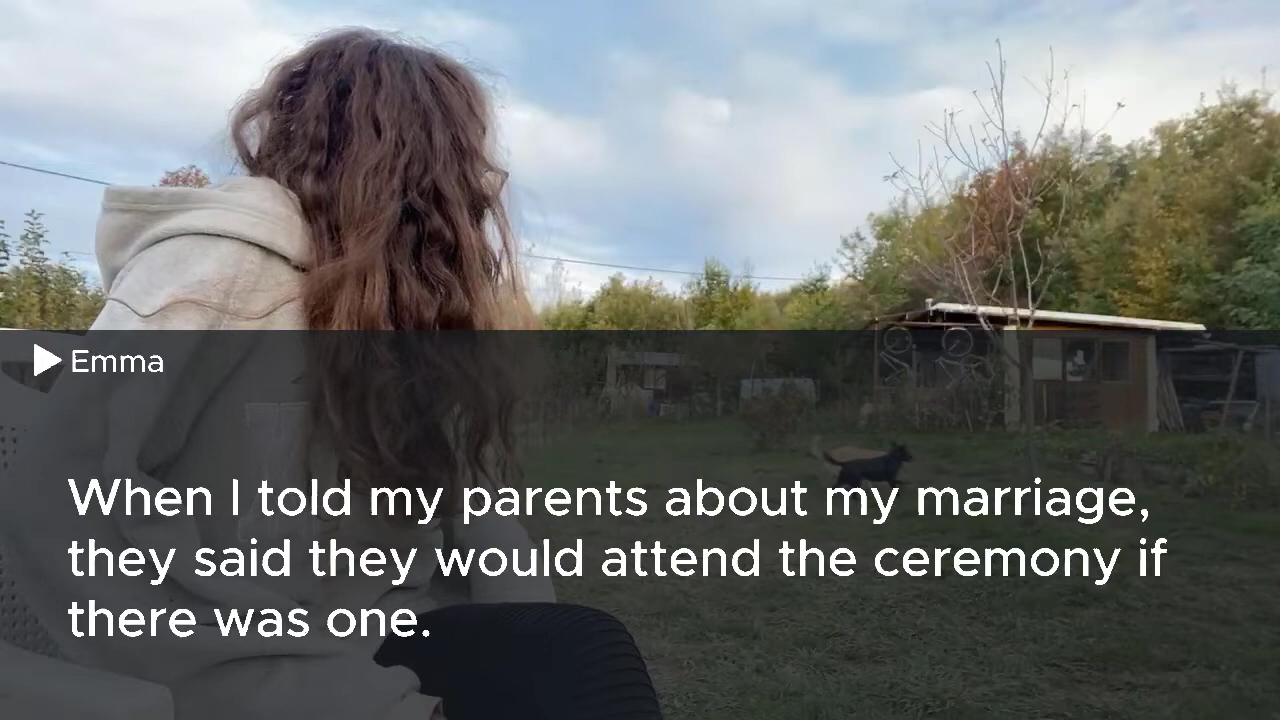 Emma
When I told my parents about my marriage,
they said they would attend the ceremony if
there was one.